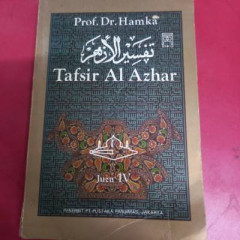 Prof. Dr. Hamka
تفسير الأزهر
Tafsir Al Azhar
Juzu' IV
PENERBIT PT PUSTAKA PANJIMAS, JAKARTA